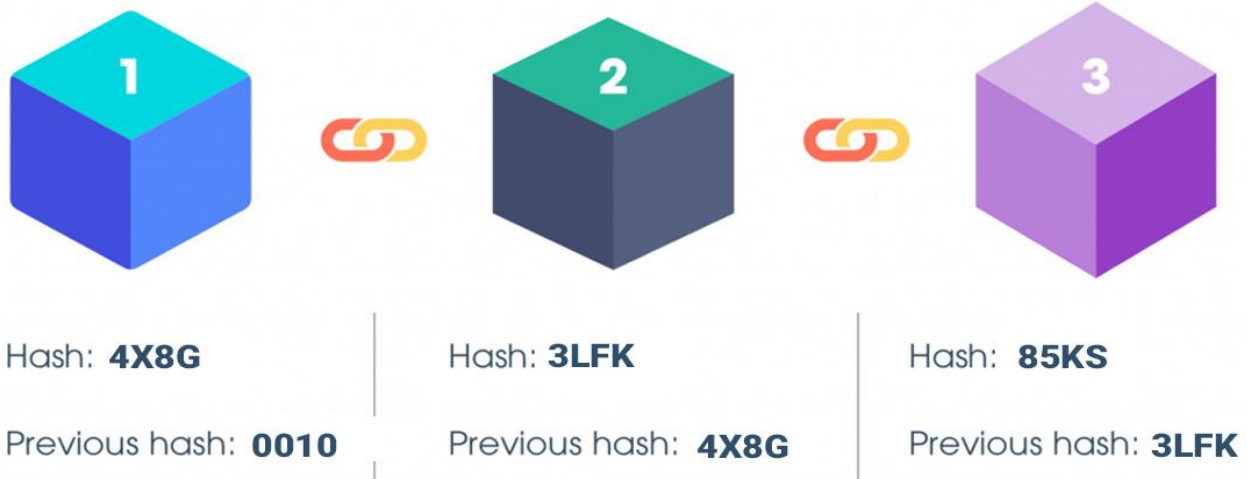 1
2
3
Hash: 4X8G
Previous hash: 0010
Hash: 3LFK
Previous hash: 4X8G
Hash: 85KS
Previous hash: 3LFK